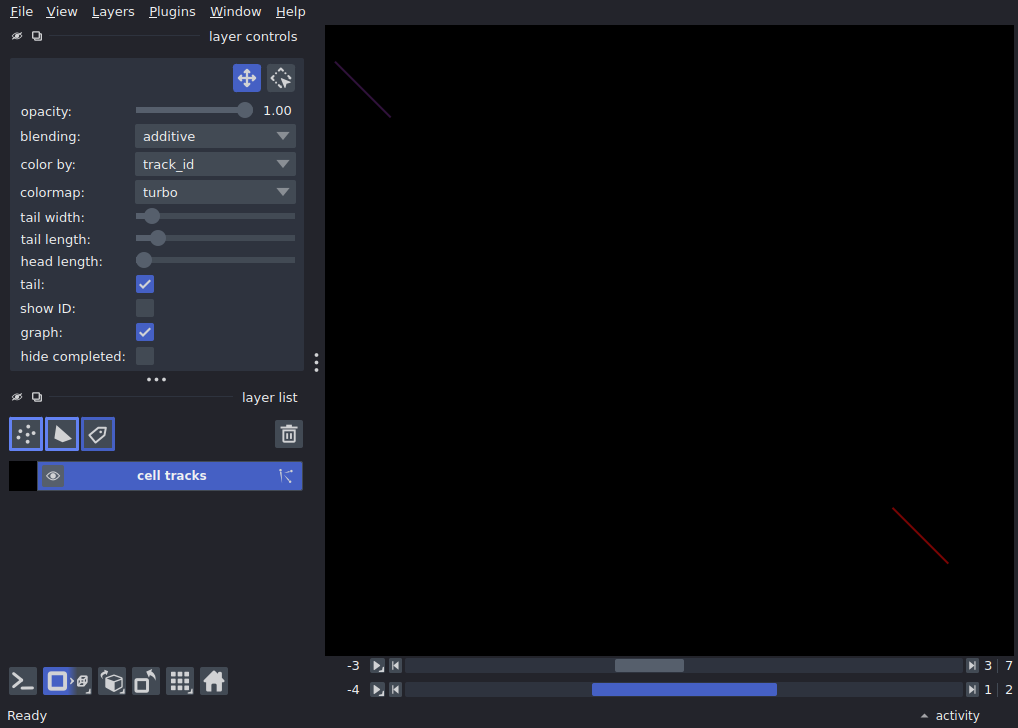 File View Layers Plugins Window Help
layer controls
opacity: 1.00
blending: additive
color by: track_id
colormap: turbo
tail width:
tail length:
head length:
tail:
show ID:
graph:
hide completed:
layer list
cell tracks
-3 3 7
-4 1 2
Ready activity